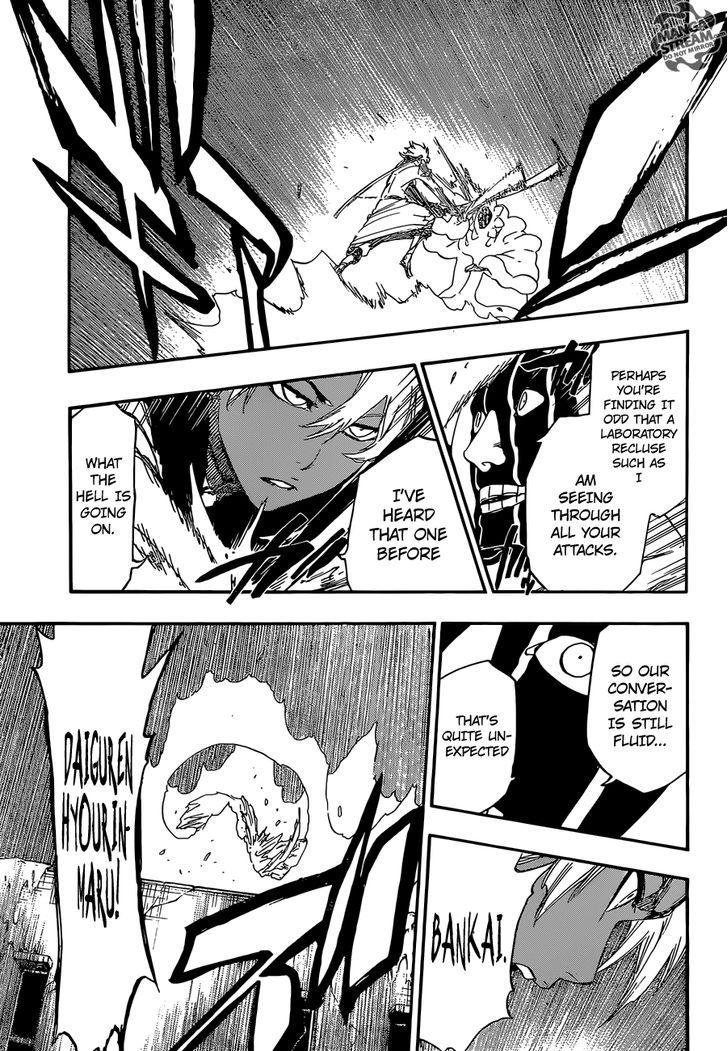 MANGA
STREAM
DO NOT MIRROR
PERHAPS
YOU'RE
FINDING
IT
ODD THAT A
LABORATORY
RECLUSE
SUCH AS
I
AM
SEEING
THROUGH
ALL YOUR
ATTACKS.
I'VE
HEARD
THAT ONE
BEFORE
WHAT
THE
HELL IS
GOING
ON.
SO OUR
CONVER-
SATION
IS STILL
FLUID...
THAT'S
QUITE UN-
EXPECTED
BANKAI.
DAIGUREN
HYOURIN-
MARU!